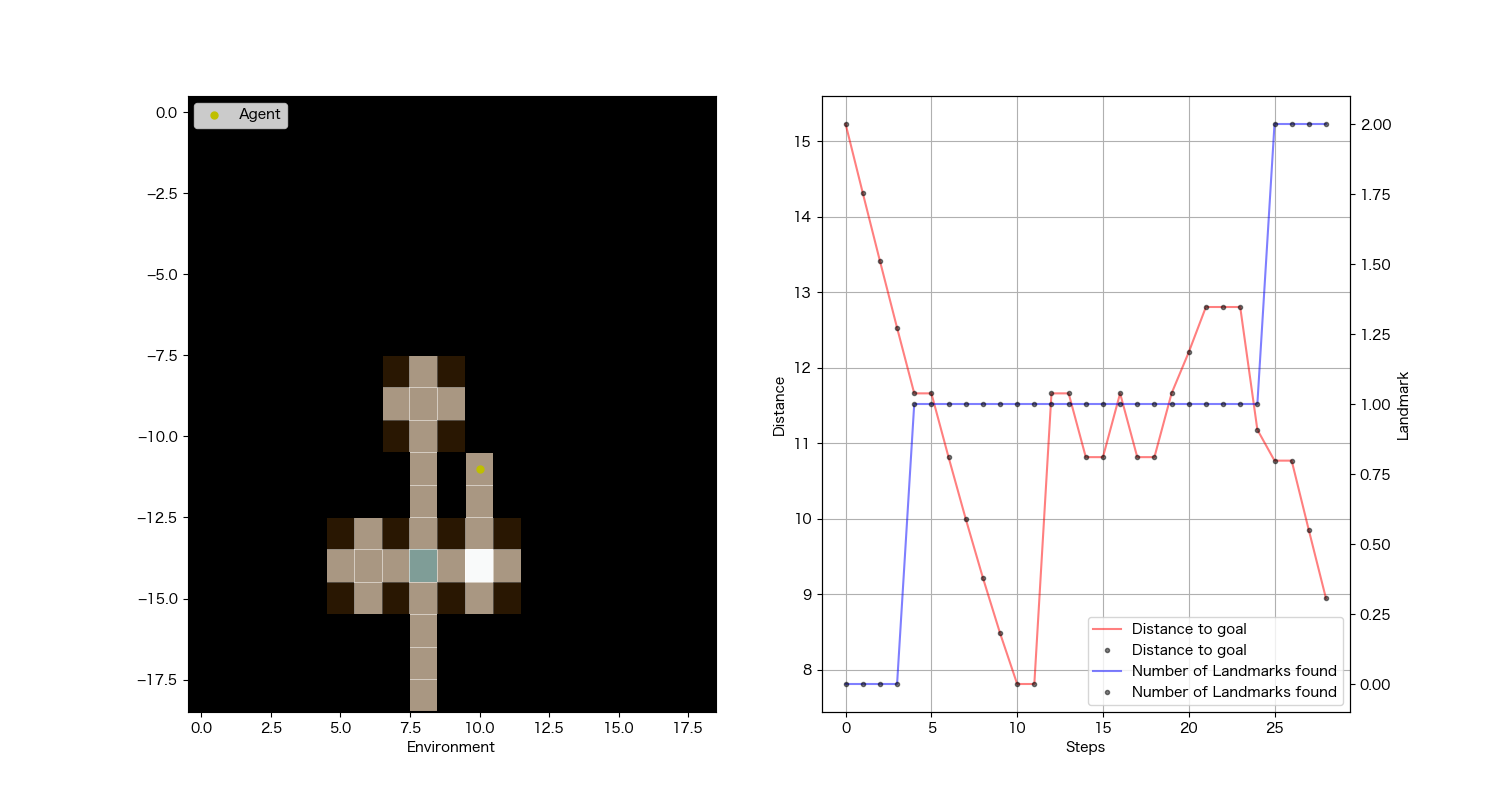 Agent
0.0
−2.5
−5.0
−7.5
−10.0
−12.5
−15.0
−17.5
0.0 2.5 5.0 7.5 10.0 12.5 15.0 17.5
Environment
Distance
15
14
13
12
11
10
9
8
0 5 10 15 20 25
Steps
2.00
1.75
1.50
1.25
1.00
0.75
0.50
0.25
0.00
Landmark
Distance to goal
Distance to goal
Number of Landmarks found
Number of Landmarks found